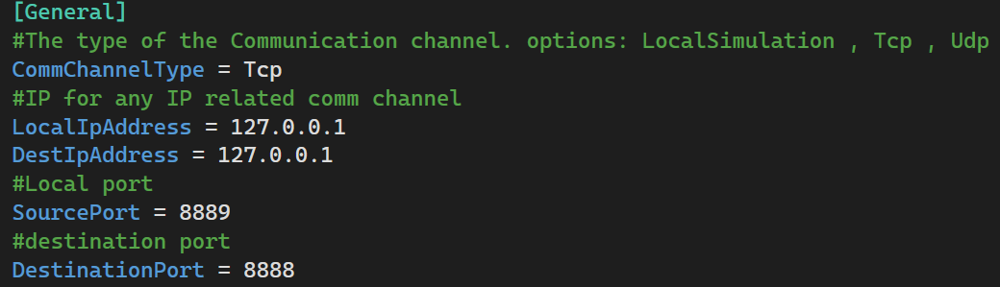 [General]
#The type of the Communication channel. options: LocalSimulation , Tcp , Udp
CommChannelType = Tcp
#IP for any IP related comm channel
LocalIpAddress = 127.0.0.1
DestIpAddress = 127.0.0.1
#Local port
SourcePort = 8889
#destination port
DestinationPort = 8888